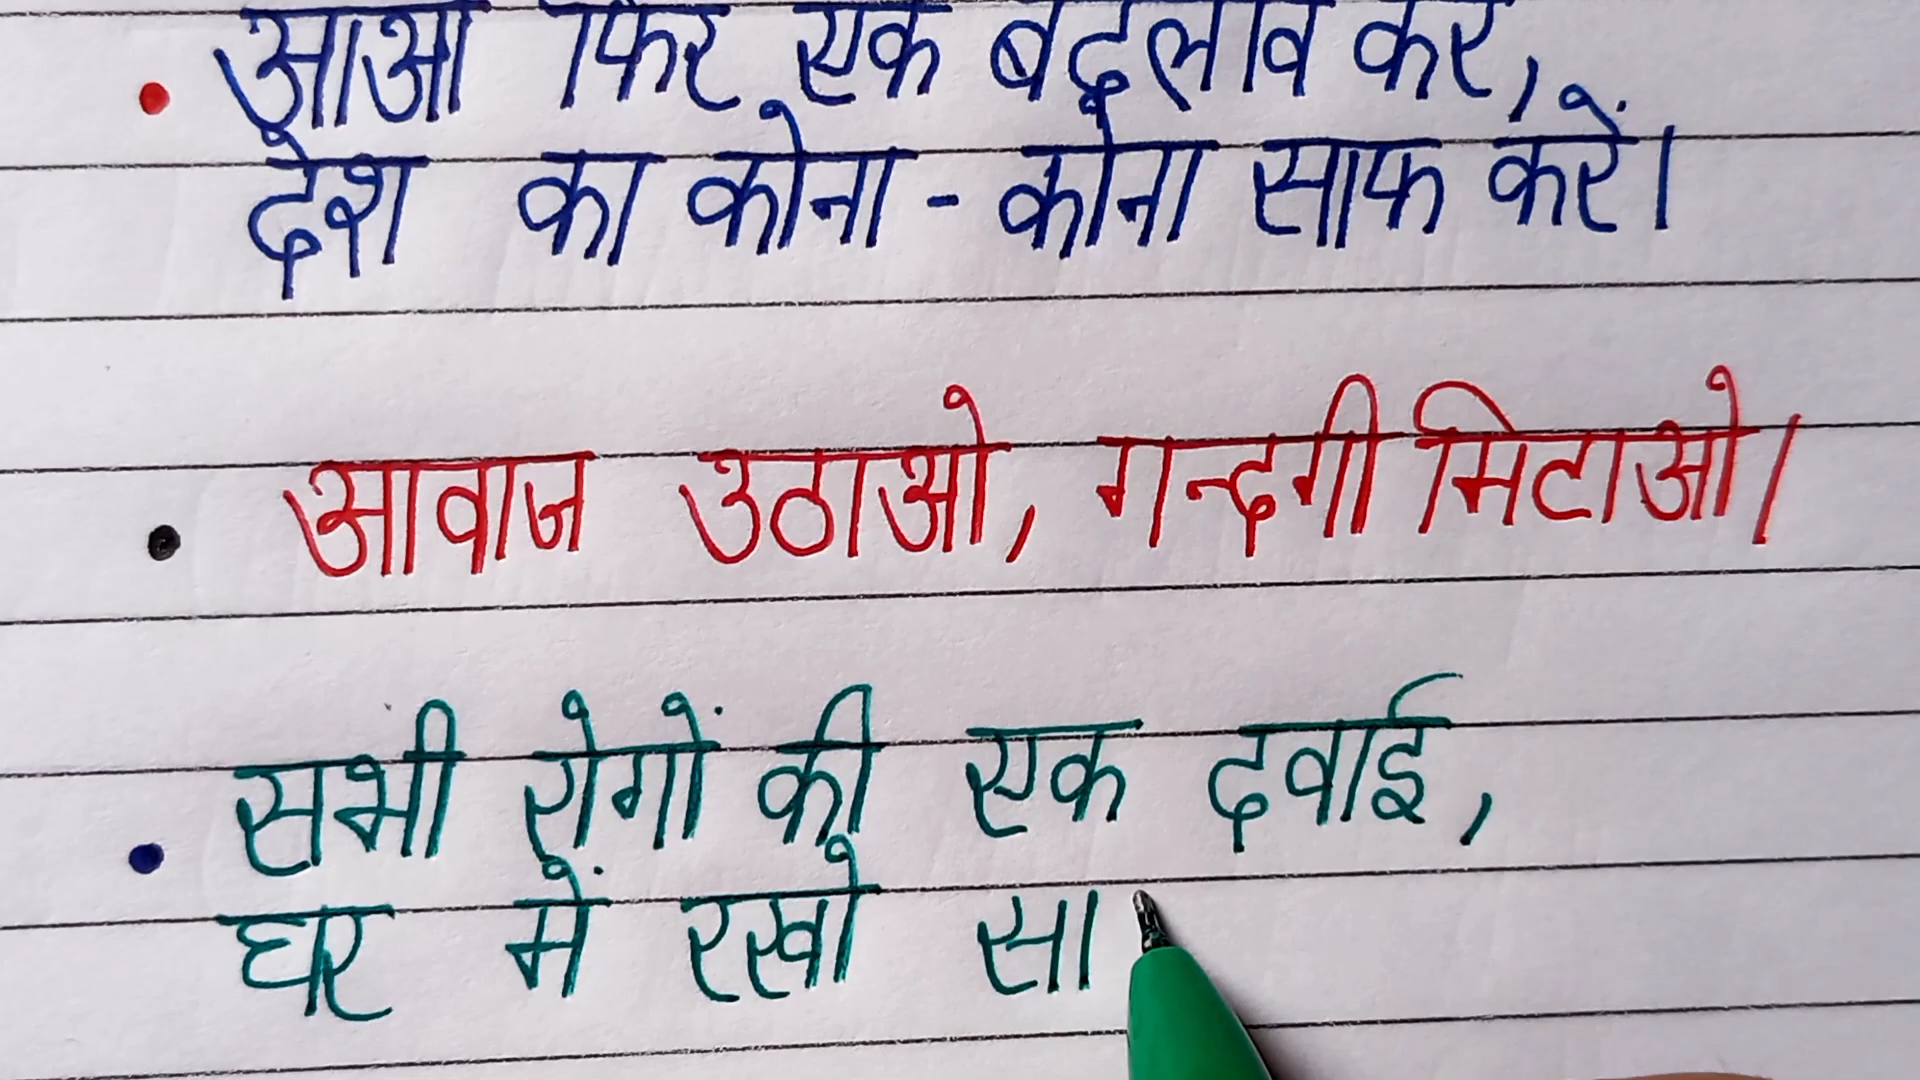 आओ फिर एक बदलाव करें,
देश का कोना - कोना साफ करें।
आवाज उठाओ, गन्दगी मिटाओ।
सभी रोगों की एक दवाई,
घर में रखो सा